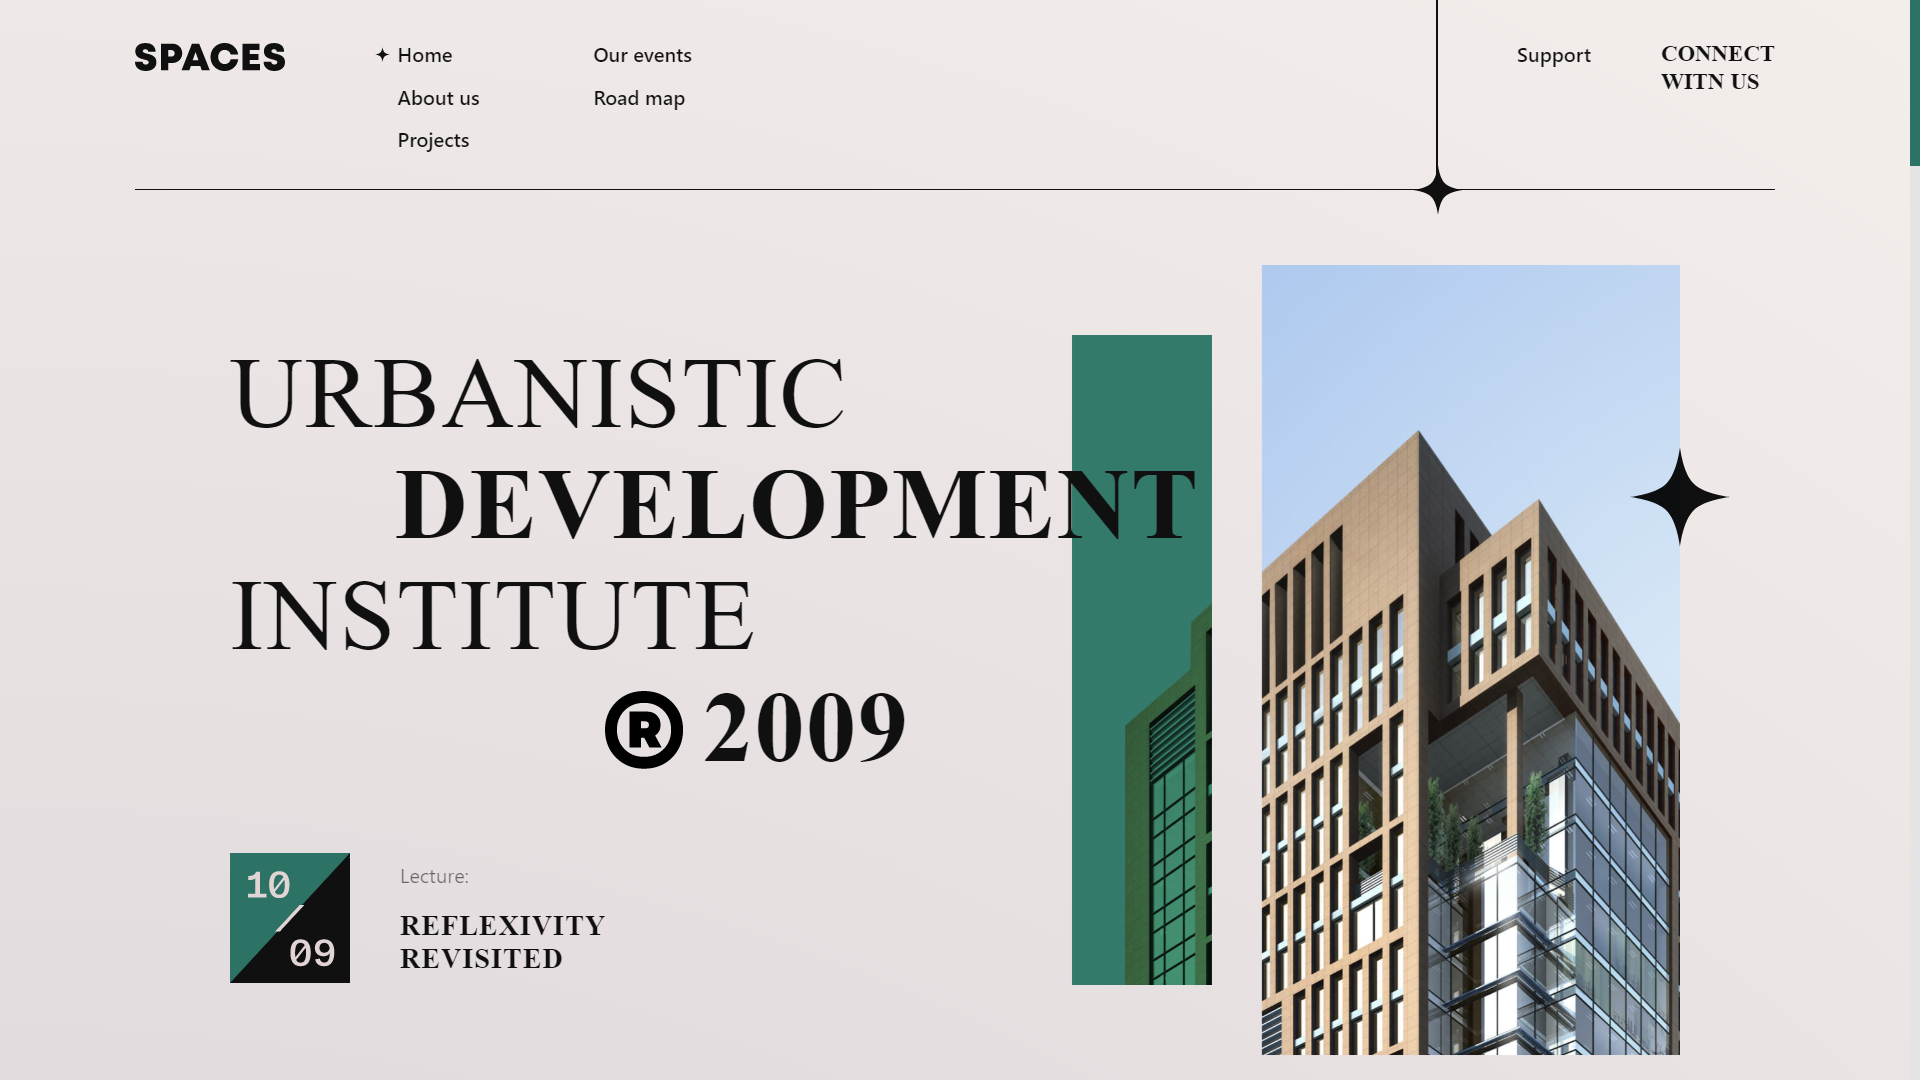 SPACES
Home
About us
Projects
Our events
Road map
Support
CONNECT
WITN US
URBANISTIC
DEVELOPMENT
INSTITUTE
® 2009
10
/
09
Lecture:
REFLEXIVITY
REVISITED